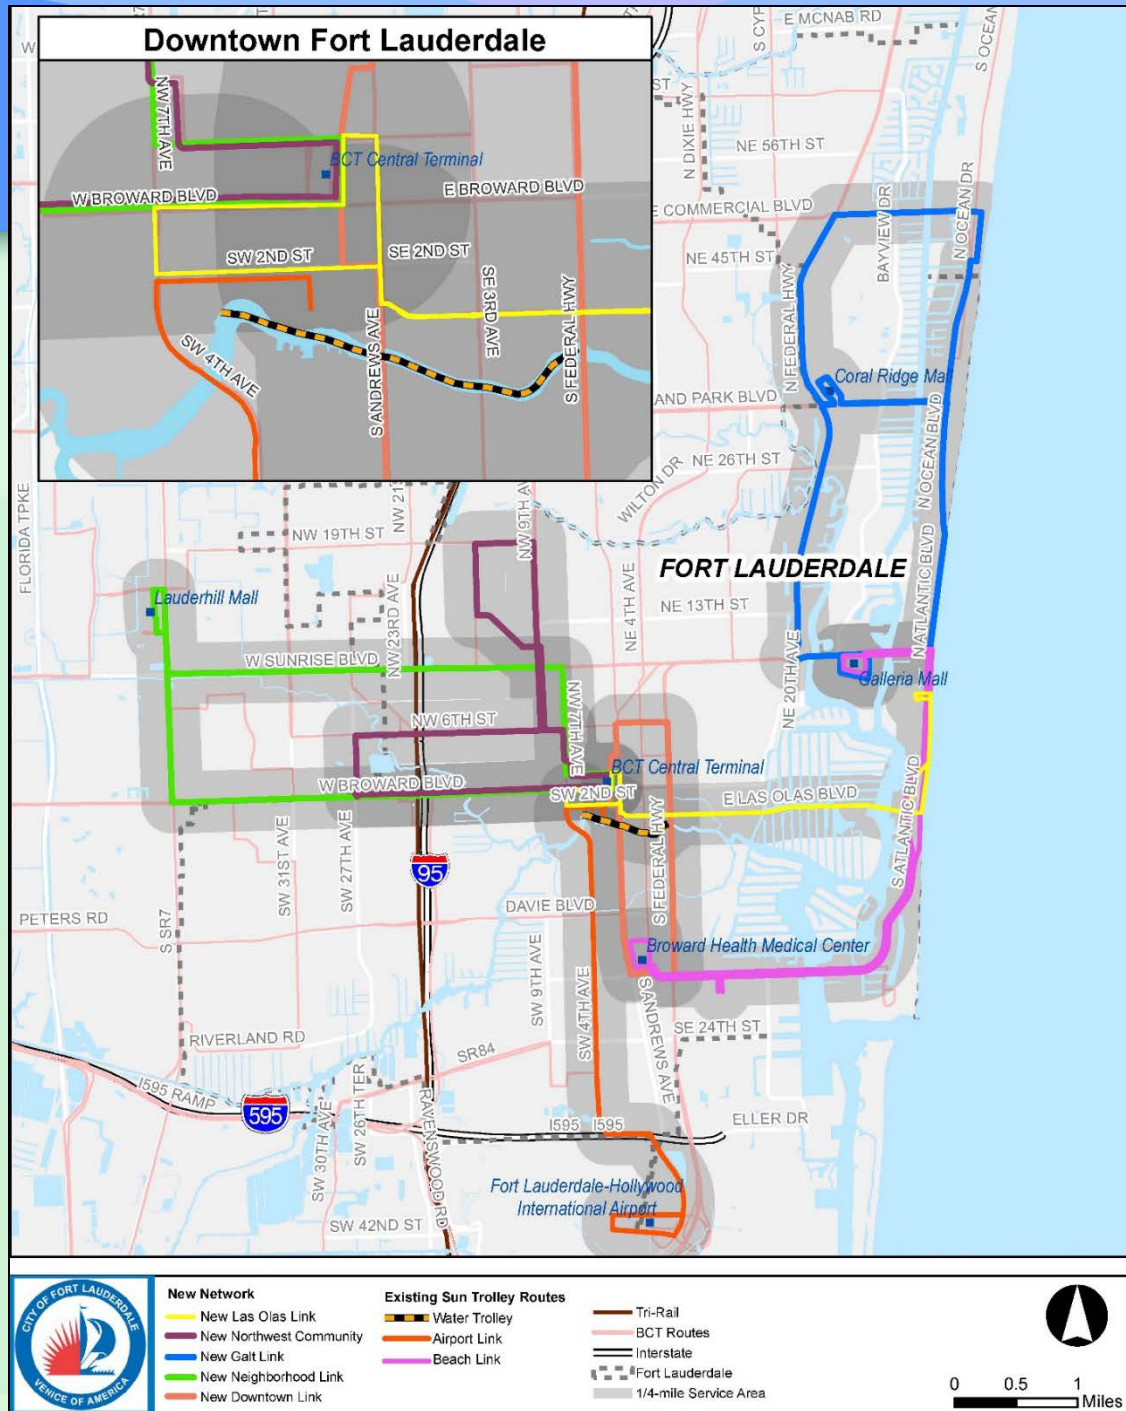 Downtown Fort Lauderdale
NW 7TH AVE
BCT Central Terminal
W BROWARD BLVD
E BROWARD BLVD
SW 2ND ST
SE 2ND ST
SE 3RD AVE
S FEDERAL HWY
S ANDREWS AVE
SW 4TH AVE
E MCNAB RD
S OCEAN
S CYP
ST
N DIXIE HWY
NE 56TH ST
E COMMERCIAL BLVD
BAYVIEW DR
N OCEAN DR
NE 45TH ST
N FEDERAL HWY
Coral Ridge Mall
AND PARK BLVD
NE 26TH ST
WILTON DR
N OCEAN BLVD
FLORIDA TPKE
NW 21
NW 9TH AV
NW 19TH ST
FORT LAUDERDALE
N ATLANTIC BLVD
Lauderhill Mall
NW 23RD AVE
NE 4TH AVE
NE 13TH ST
W SUNRISE BLVD
NE 20TH AVE
Galleria Mall
NW 6TH ST
NW 7TH AVE
BCT Central Terminal
W BROWARD BLVD
SW 2ND ST
E LAS OLAS BLVD
S ATLANTIC BLVD
SW 31ST AVE
SW 27TH AVE
95
S FEDERAL HWY
PETERS RD
S SR7
DAVIE BLVD
SW 9TH AVE
Broward Health Medical Center
SW 4TH AVE
S ANDREWS AVE
SE 24TH ST
RIVERLAND RD
SR84
I595 RAMP
595
SW 30TH AVE
SW 26TH TER
RAVENSWOOD RD
I595
I595
ELLER DR
Fort Lauderdale-Hollywood
International Airport
SW 42ND ST
CITY OF FORT LAUDERDALE
VENICE OF AMERICA
New Network
New Las Olas Link
New Northwest Community
New Galt Link
New Neighborhood Link
New Downtown Link
Existing Sun Trolley Routes
Water Trolley
Airport Link
Beach Link
Tri-Rail
BCT Routes
Interstate
Fort Lauderdale
1/4-mile Service Area
0 0.5 1
Miles